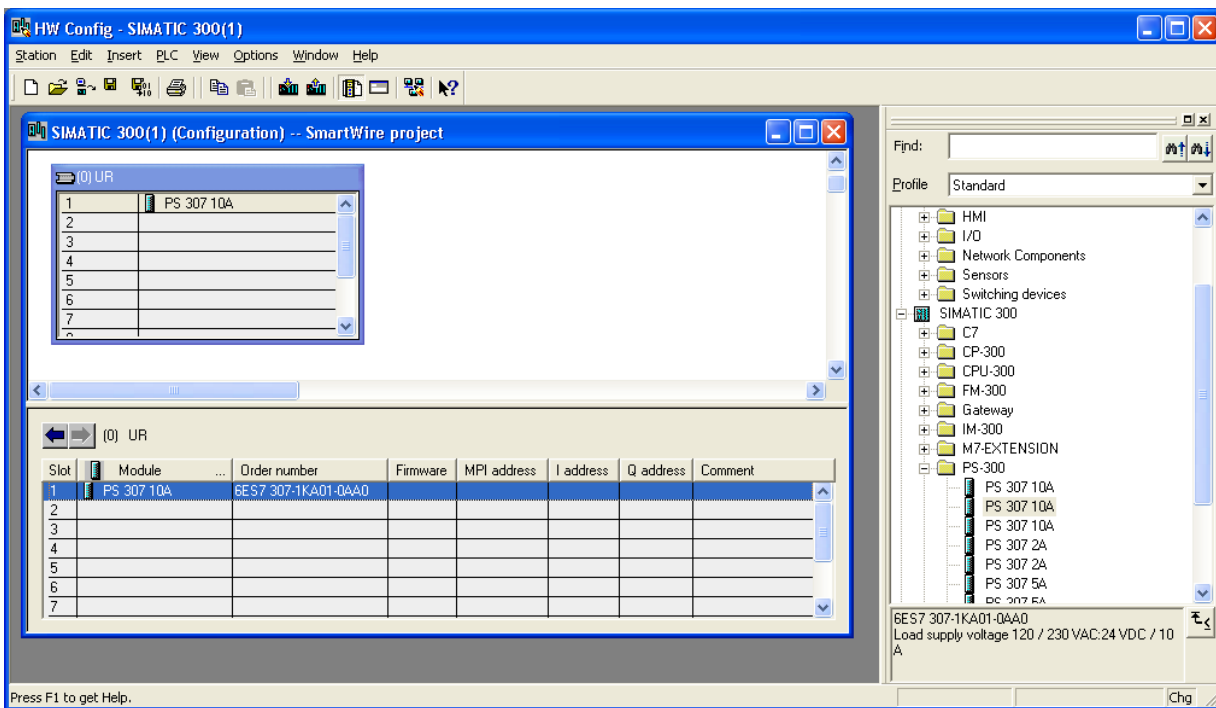 HW Config - SIMATIC 300(1)
Station Edit Insert PLC View Options Window Help
SIMATIC 300(1) (Configuration) -- SmartWire project
(0) UR
1 PS 307 10A
2
3
4
5
6
7
(0) UR
Slot Module ... Order number Firmware MPI address I address Q address Comment
1 PS 307 10A 6ES7 307-1KA01-0AA0
2
3
4
5
6
7
Find:
Profile Standard
HMI
I/O
Network Components
Sensors
Switching devices
SIMATIC 300
C7
CP-300
CPU-300
FM-300
Gateway
IM-300
M7-EXTENSION
PS-300
PS 307 10A
PS 307 10A
PS 307 10A
PS 307 2A
PS 307 2A
PS 307 5A
PS 307 5A
6ES7 307-1KA01-0AA0
Load supply voltage 120 / 230 VAC:24 VDC / 10
A
Press F1 to get Help.
Chg